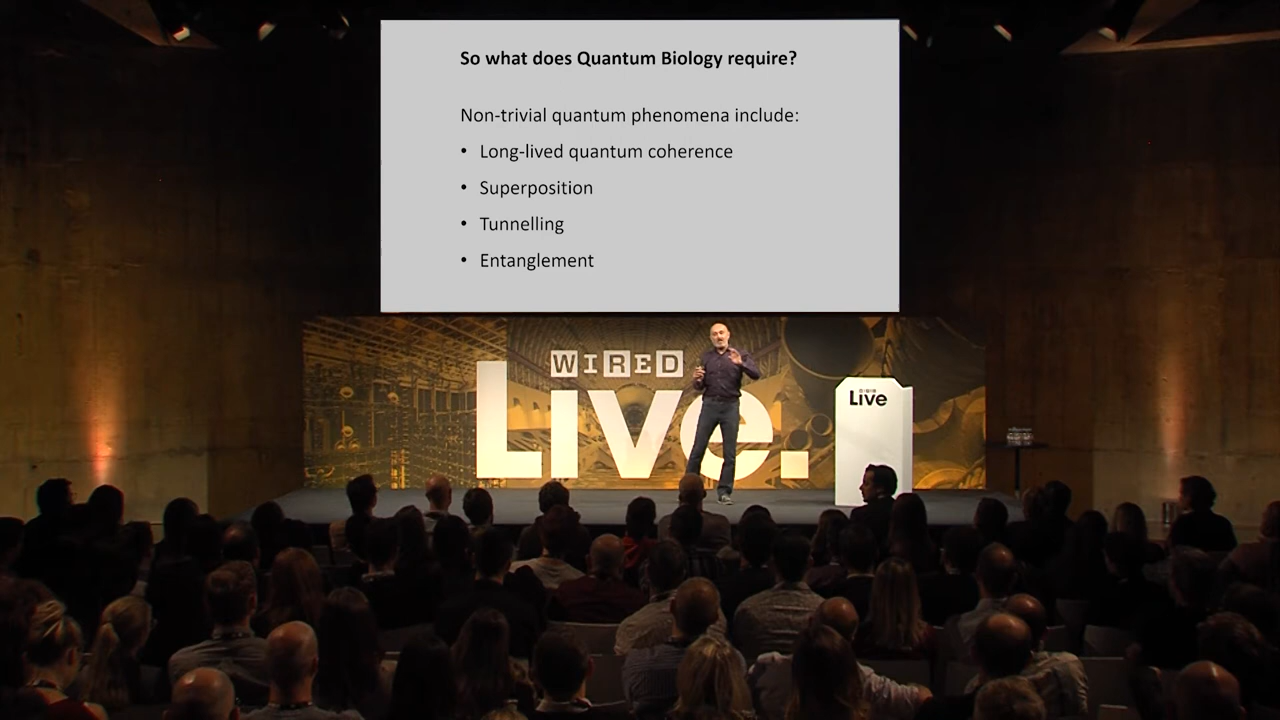 So what does Quantum Biology require?
Non-trivial quantum phenomena include:
• Long-lived quantum coherence
• Superposition
• Tunnelling
• Entanglement
WIRED
Live.
Live